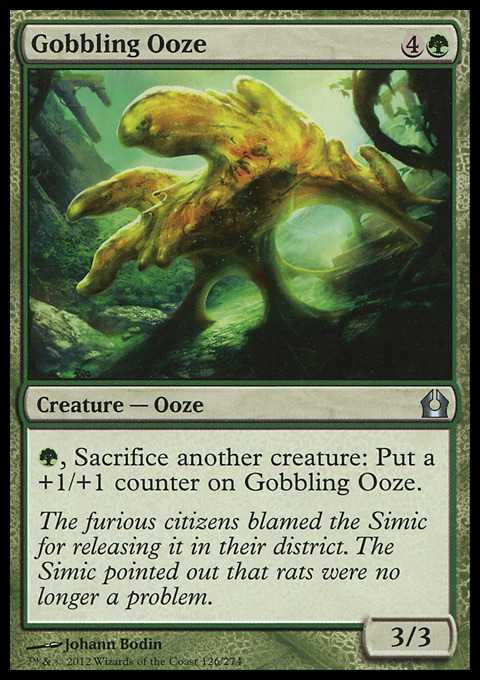 Gobbling Ooze 4
Creature — Ooze
, Sacrifice another creature: Put a
+1/+1 counter on Gobbling Ooze.
The furious citizens blamed the Simic
for releasing it in their district. The
Simic pointed out that rats were no
longer a problem.
Johann Bodin
3/3
™ & © 2012 Wizards of the Coast 126/274